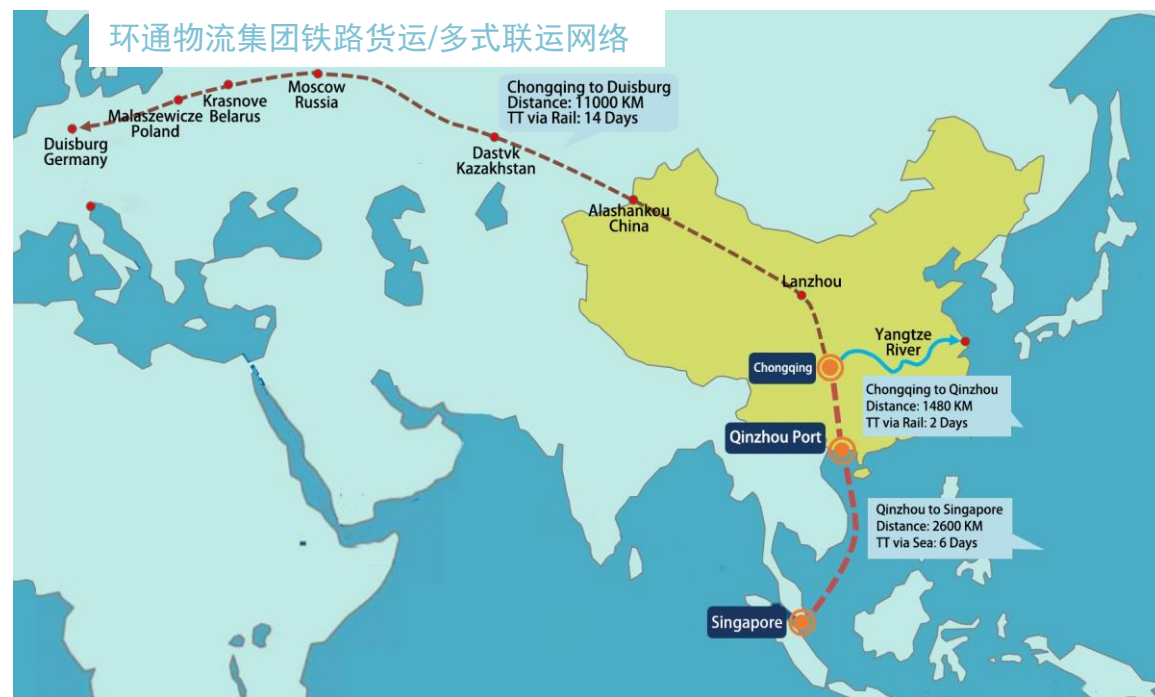 环通物流集团铁路货运/多式联运网络
Chongqing to Duisburg
Distance: 11000 KM
TT via Rail: 14 Days
Moscow
Russia
Krasnove
Belarus
Malaszewicze
Poland
Duisburg
Germany
Dastvk
Kazakhstan
Alashankou
China
Lanzhou
Yangtze
River
Chongqing
Chongqing to Qinzhou
Distance: 1480 KM
TT via Rail: 2 Days
Qinzhou Port
Qinzhou to Singapore
Distance: 2600 KM
TT via Sea: 6 Days
Singapore